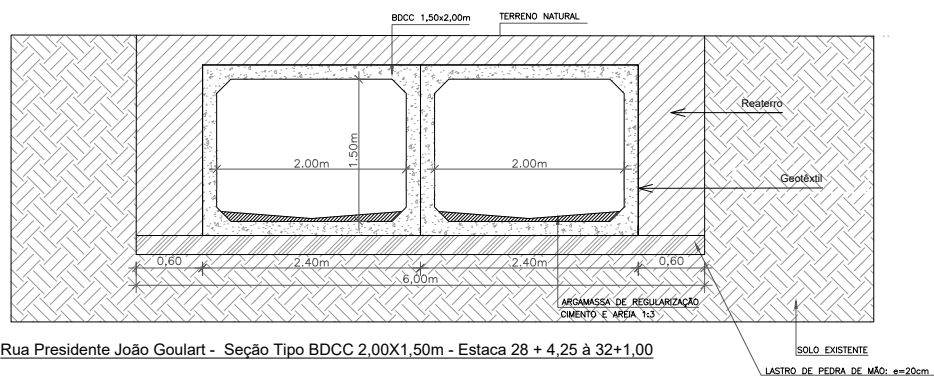 BDCC 1,50x2,00m
TERRENO NATURAL
Reaterro
1.50m
2.00m
2.00m
Geotêxtil
0,60
2.40m
2.40m
0,60
6,00m
ARGAMASSA DE REGULARIZAÇÃO
CIMENTO E AREIA 1:3
Rua Presidente João Goulart - Seção Tipo BDCC 2,00X1,50m - Estaca 28 + 4,25 à 32+1,00
SOLO EXISTENTE
LASTRO DE PEDRA DE MÃO: e=20cm